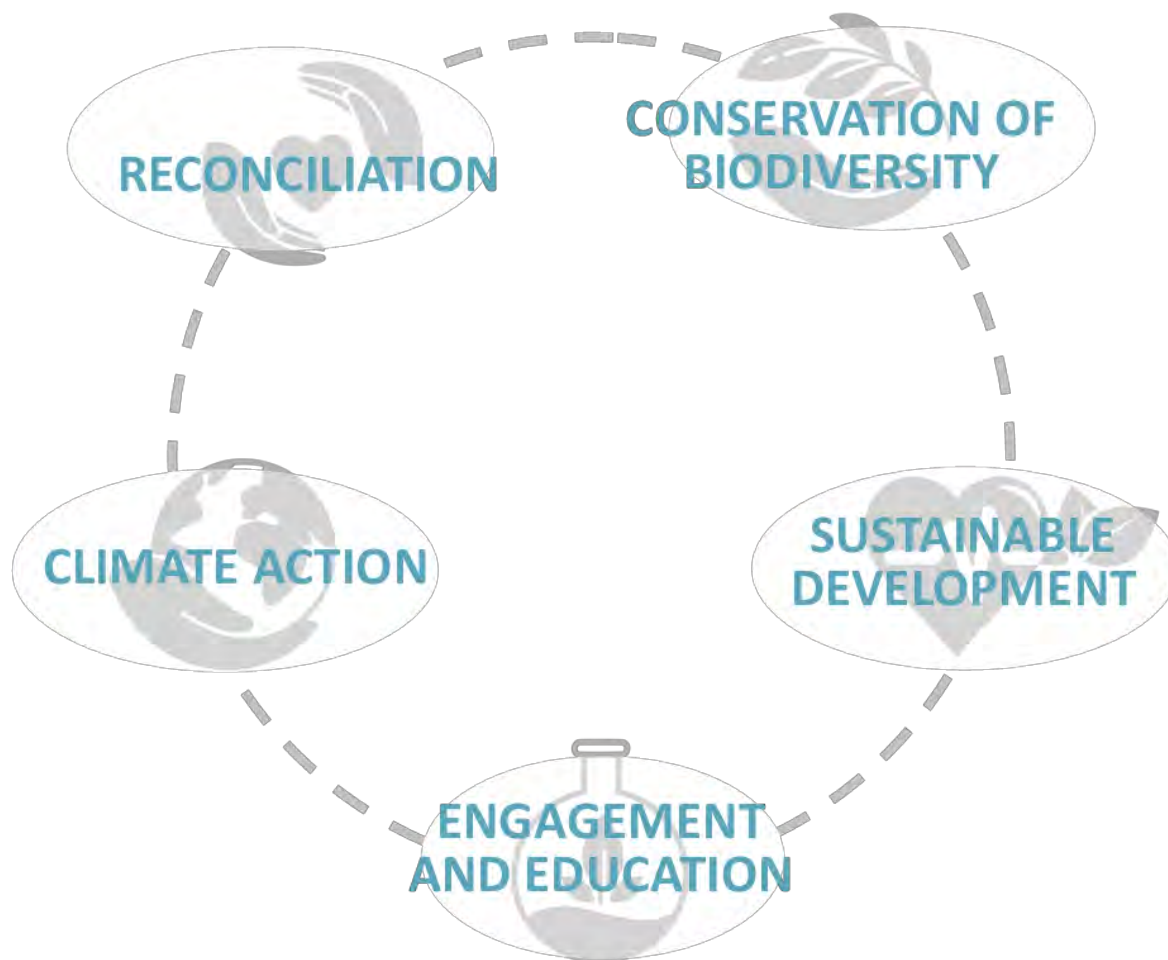 RECONCILIATION
CONSERVATION OF
BIODIVERSITY
CLIMATE ACTION
SUSTAINABLE
DEVELOPMENT
ENGAGEMENT
AND EDUCATION